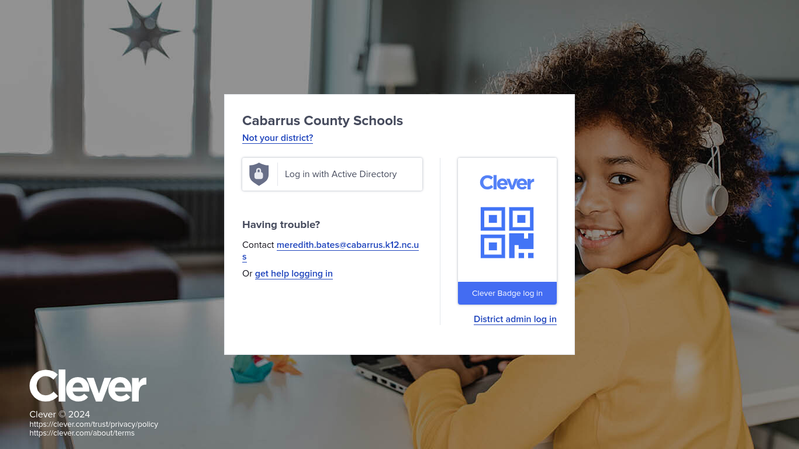 Cabarrus County Schools
Not your district?
Log in with Active Directory
Having trouble?
Contact meredith.bates@cabarrus.k12.nc.u
s
Or get help logging in
Clever
Clever Badge log in
District admin log in
Clever
Clever © 2024
https://clever.com/trust/privacy/policy
https://clever.com/about/terms